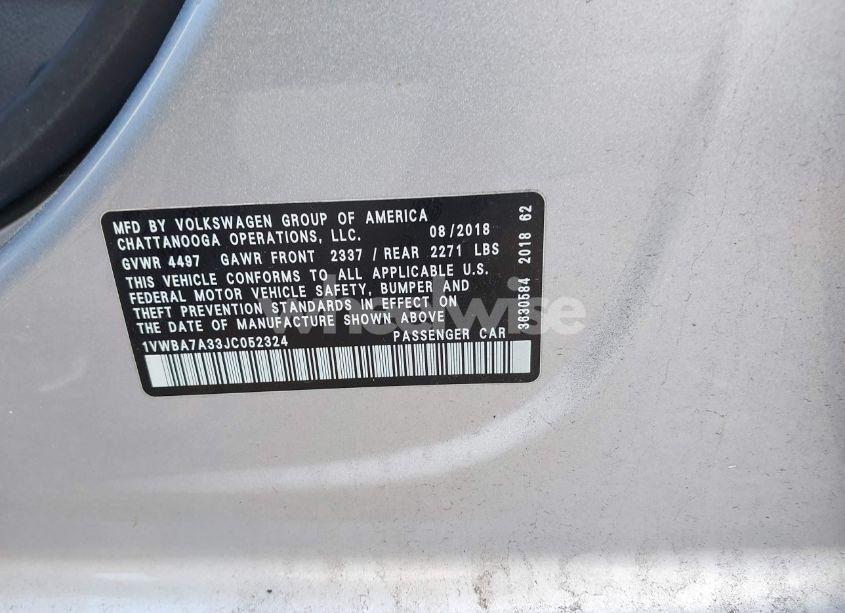 MFD BY VOLKSWAGEN GROUP OF AMERICA
CHATTANOOGA OPERATIONS, LLC. 08/2018
GVWR 4497 GAWR FRONT 2337 / REAR 2271 LBS
THIS VEHICLE CONFORMS TO ALL APPLICABLE U.S.
FEDERAL MOTOR VEHICLE SAFETY, BUMPER AND
THEFT PREVENTION STANDARDS IN EFFECT ON
THE DATE OF MANUFACTURE SHOWN ABOVE
1VWBA7A33JC052324 PASSENGER CAR
3630584 2018 62
wheelwise